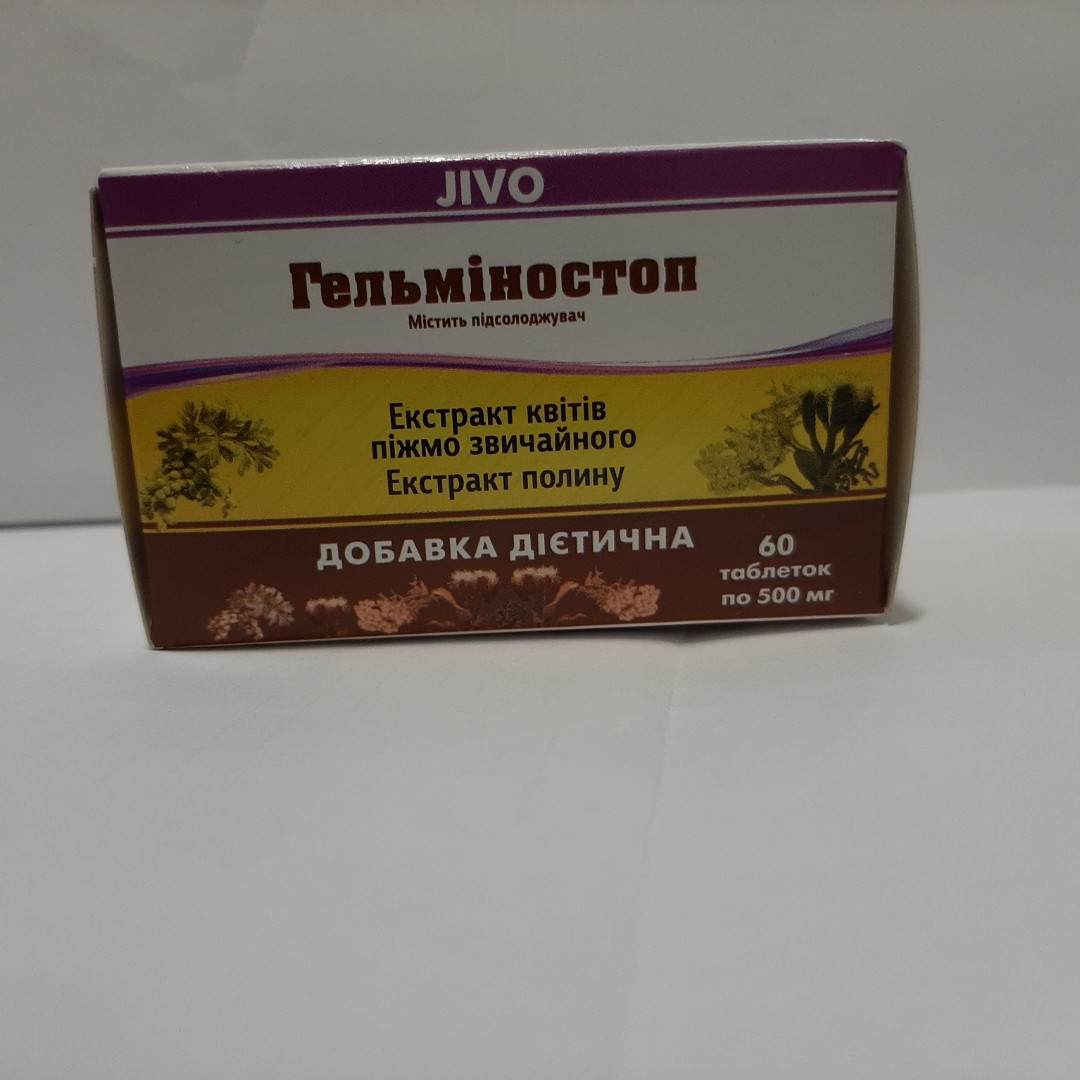 JIVO
Гельміностоп
Містить підсолоджувач
Екстракт квітів
піжмо звичайного
Екстракт полину
ДОБАВКА ДІЄТИЧНА
60
таблеток
по 500 мг